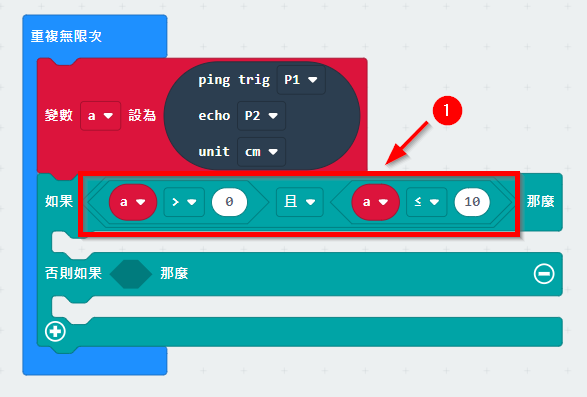 重複無限次
ping trig P1
變數 a 設為 echo P2
unit cm
1
如果 a > 0 且 a ≤ 10 那麼
否則如果 那麼